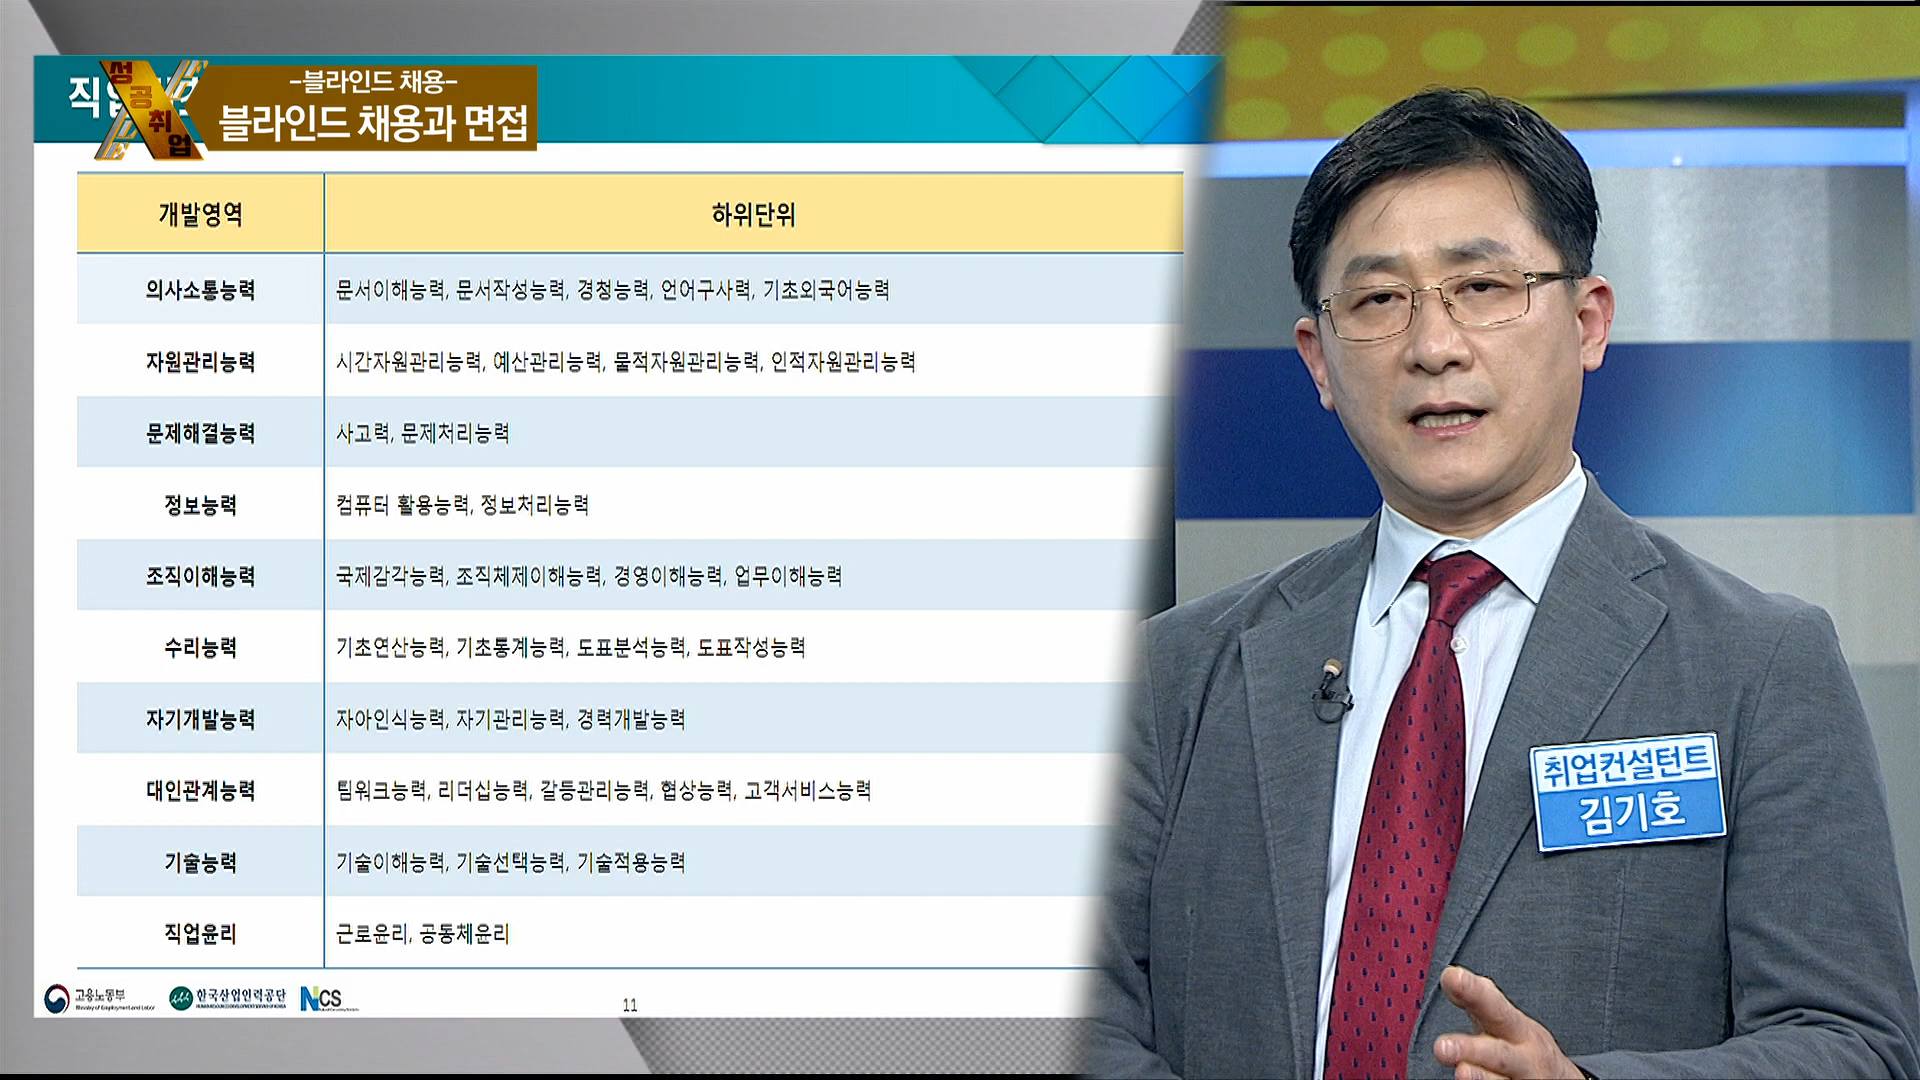 성공취업
-블라인드 채용-
블라인드 채용과 면접
개발영역 하위단위
의사소통능력 문서이해능력, 문서작성능력, 경청능력, 언어구사력, 기초외국어능력
자원관리능력 시간자원관리능력, 예산관리능력, 물적자원관리능력, 인적자원관리능력
문제해결능력 사고력, 문제처리능력
정보능력 컴퓨터 활용능력, 정보처리능력
조직이해능력 국제감각능력, 조직체제이해능력, 경영이해능력, 업무이해능력
수리능력 기초연산능력, 기초통계능력, 도표분석능력, 도표작성능력
자기개발능력 자아인식능력, 자기관리능력, 경력개발능력
대인관계능력 팀워크능력, 리더십능력, 갈등관리능력, 협상능력, 고객서비스능력
기술능력 기술이해능력, 기술선택능력, 기술적용능력
직업윤리 근로윤리, 공동체윤리
취업컨설턴트
김기호
고용노동부
Ministry of Employment and Labor
한국산업인력공단
HUMAN RESOURCES DEVELOPMENT SERVICE OF KOREA
NCS
11